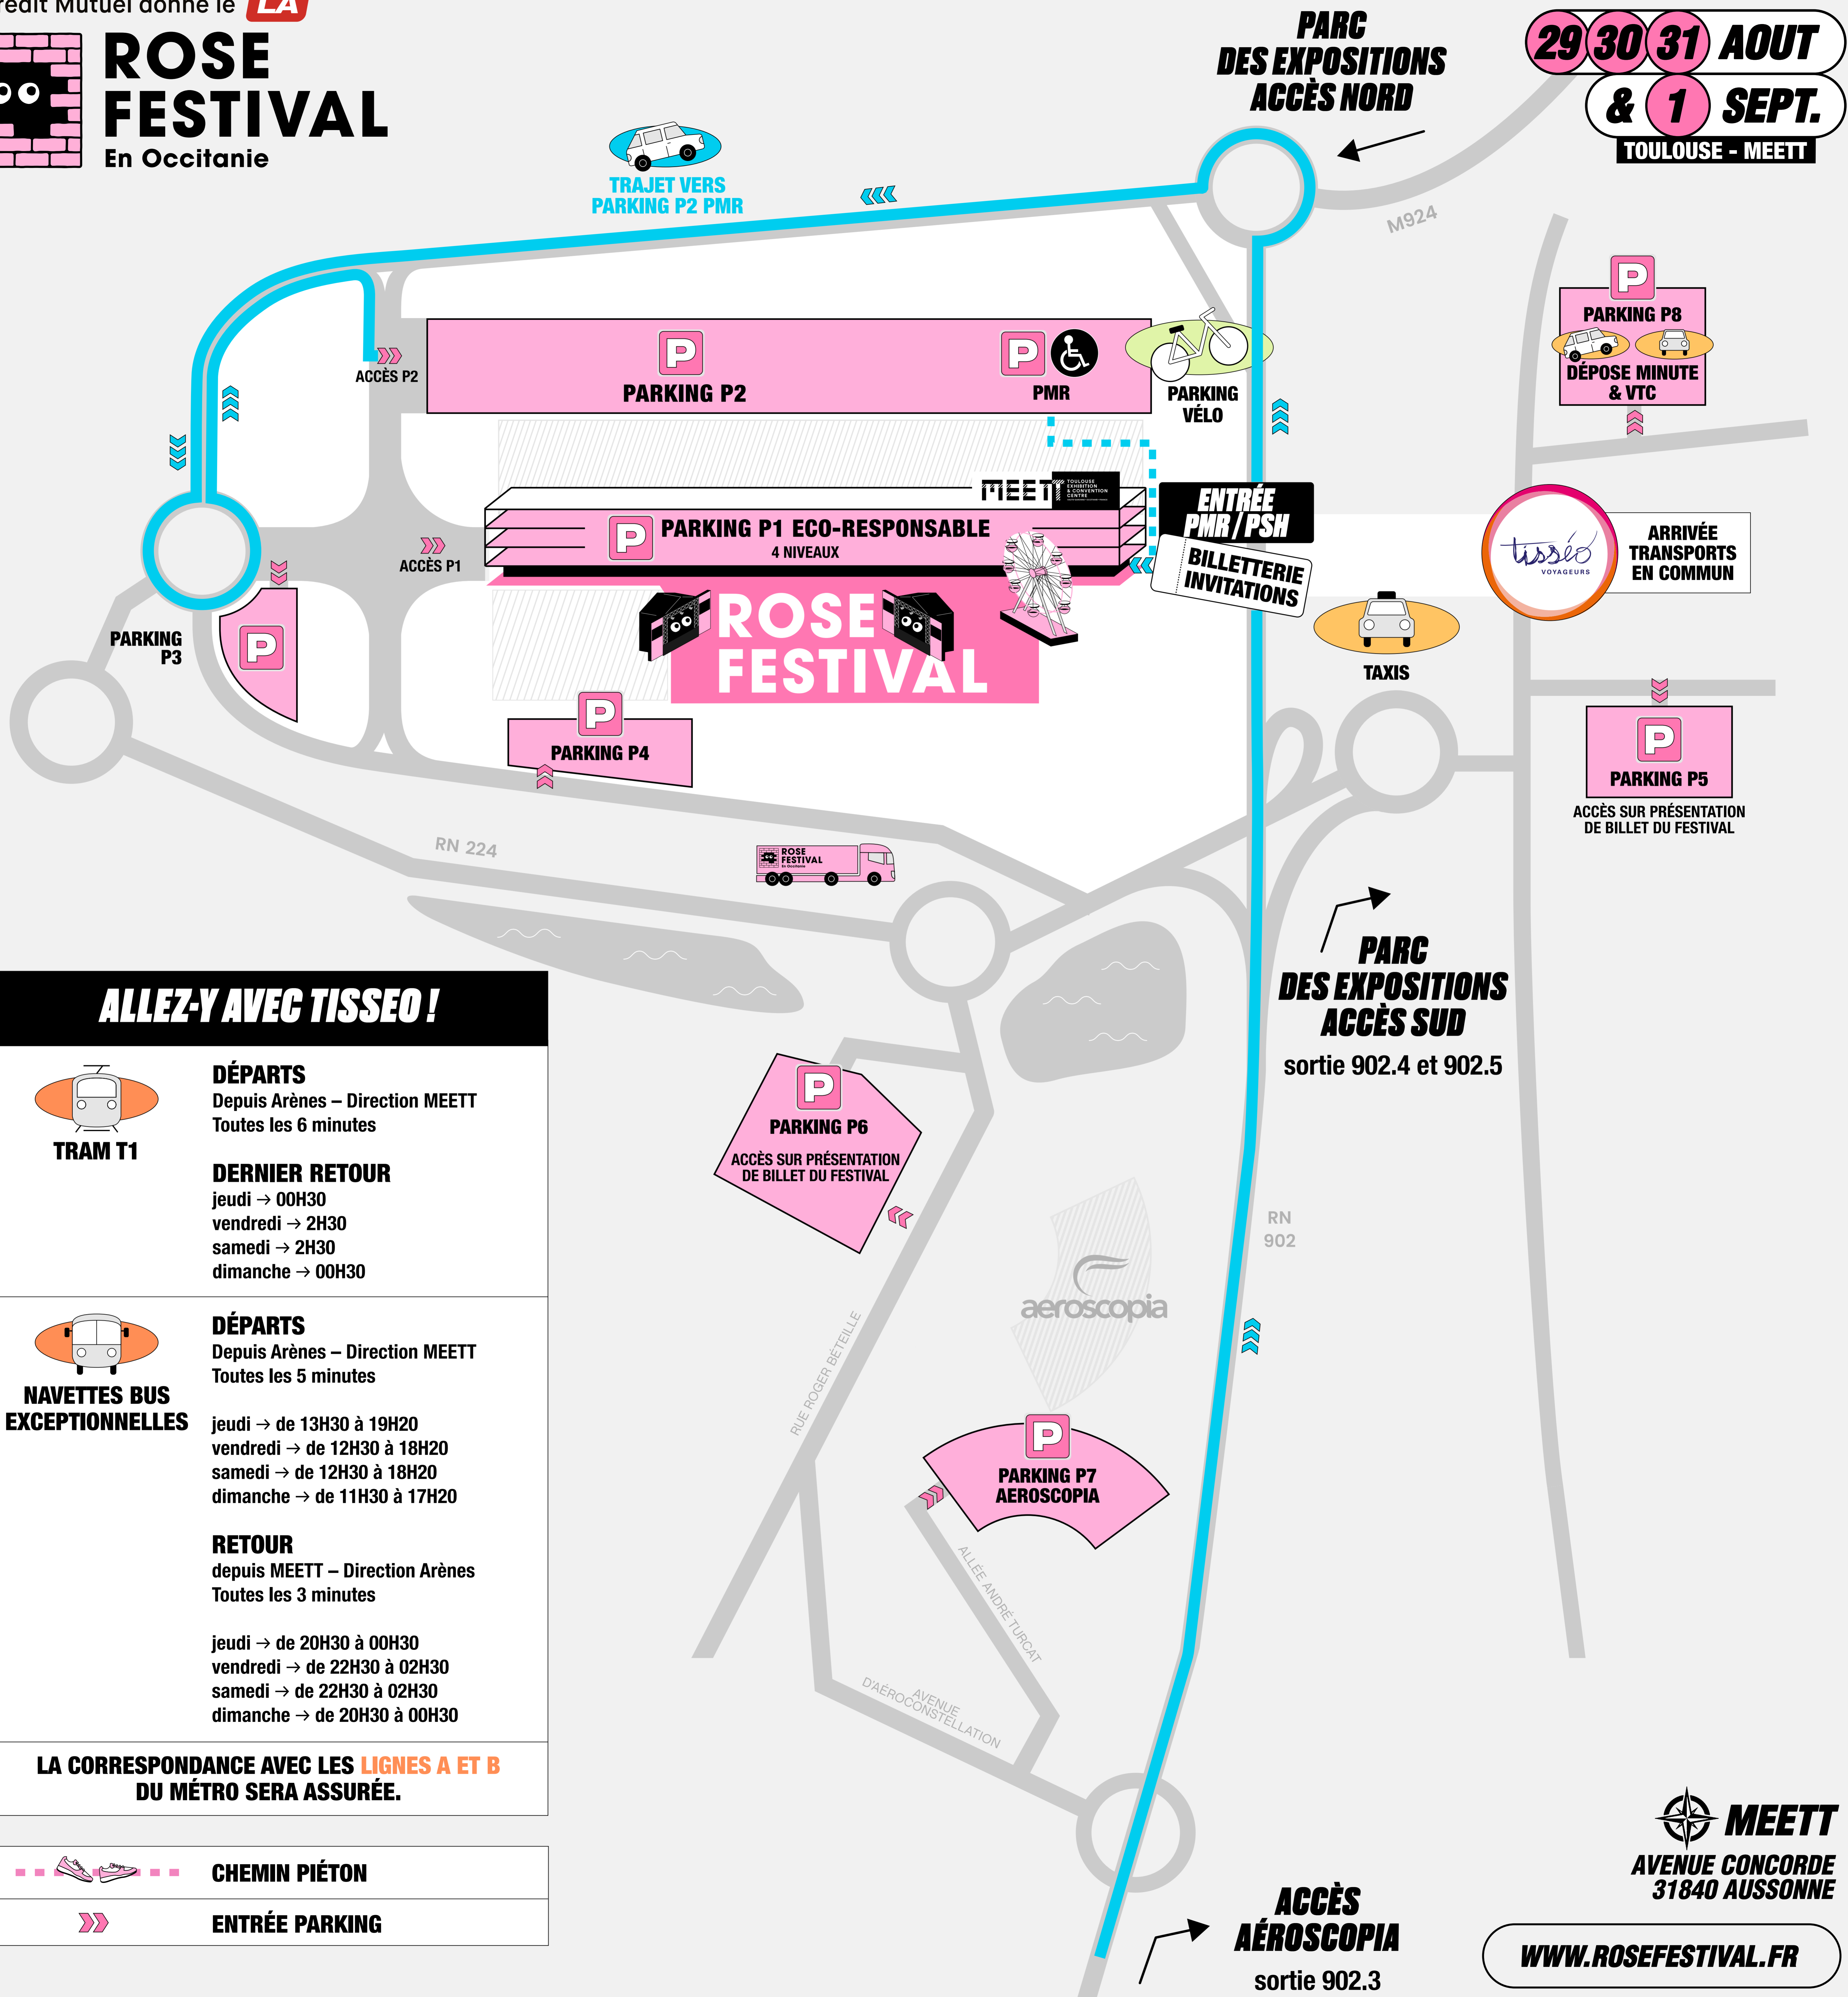 Mutuel donne le LA
ROSE
FESTIVAL
En Occitanie
PARC
DES EXPOSITIONS
ACCÈS NORD
29 30 31 AOUT
& 1 SEPT.
TOULOUSE - MEETT
TRAJET VERS
PARKING P2 PMR
M924
P
PARKING P8
DÉPOSE MINUTE
& VTC
ACCÈS P2
P
PARKING P2
P
PMR
PARKING
VÉLO
MEETT
TOULOUSE
EXHIBITION
& CONVENTION
CENTRE
P
PARKING P1 ECO-RESPONSABLE
4 NIVEAUX
ACCÈS P1
ENTRÉE
PMR/PSH
BILLETTERIE
INVITATIONS
tisséo
VOYAGEURS
ARRIVÉE
TRANSPORTS
EN COMMUN
ROSE
FESTIVAL
TAXIS
PARKING
P3
P
P
PARKING P4
P
PARKING P5
ACCÈS SUR PRÉSENTATION
DE BILLET DU FESTIVAL
RN 224
ROSE
FESTIVAL
En Occitanie
PARC
DES EXPOSITIONS
ACCÈS SUD
sortie 902.4 et 902.5
P
PARKING P6
ACCÈS SUR PRÉSENTATION
DE BILLET DU FESTIVAL
RN
902
aeroscopia
RUE ROGER BÉTEILLE
P
PARKING P7
AEROSCOPIA
ALLÉE ANDRÉ TURCAT
AVENUE
D'AÉROCONSTELLATION
ACCÈS
AÉROSCOPIA
sortie 902.3
ALLEZ-Y AVEC TISSEO !
TRAM T1
DÉPARTS
Depuis Arènes – Direction MEETT
Toutes les 6 minutes
DERNIER RETOUR
jeudi → 00H30
vendredi → 2H30
samedi → 2H30
dimanche → 00H30
NAVETTES BUS
EXCEPTIONNELLES
DÉPARTS
Depuis Arènes – Direction MEETT
Toutes les 5 minutes
jeudi → de 13H30 à 19H20
vendredi → de 12H30 à 18H20
samedi → de 12H30 à 18H20
dimanche → de 11H30 à 17H20
RETOUR
depuis MEETT – Direction Arènes
Toutes les 3 minutes
jeudi → de 20H30 à 00H30
vendredi → de 22H30 à 02H30
samedi → de 22H30 à 02H30
dimanche → de 20H30 à 00H30
LA CORRESPONDANCE AVEC LES LIGNES A ET B
DU MÉTRO SERA ASSURÉE.
CHEMIN PIÉTON
ENTRÉE PARKING
MEETT
AVENUE CONCORDE
31840 AUSSONNE
WWW.ROSEFESTIVAL.FR